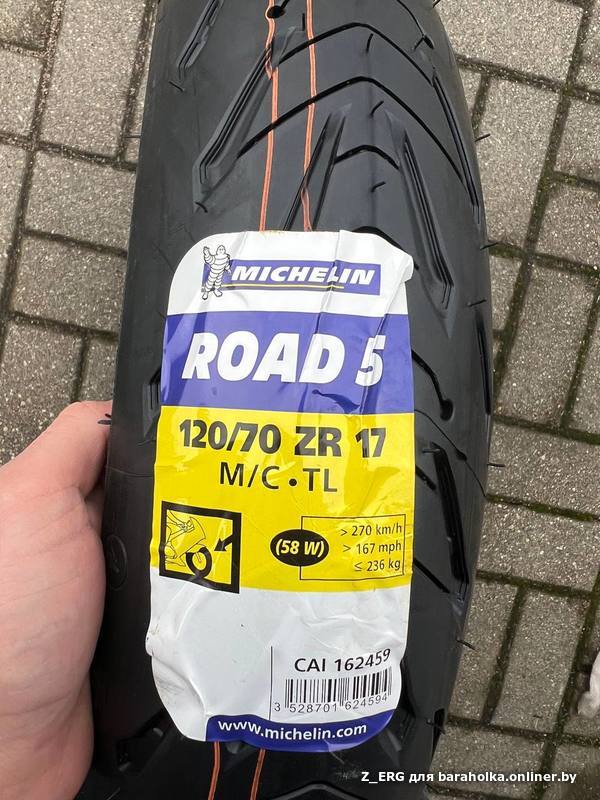 MICHELIN
ROAD 5
120/70 ZR 17
M/C • TL
(58 W)
> 270 km/h
> 167 mph
≤ 236 kg
CAI 162459
3 528701 624594
www.michelin.com
Z_ERG для baraholka.onliner.by